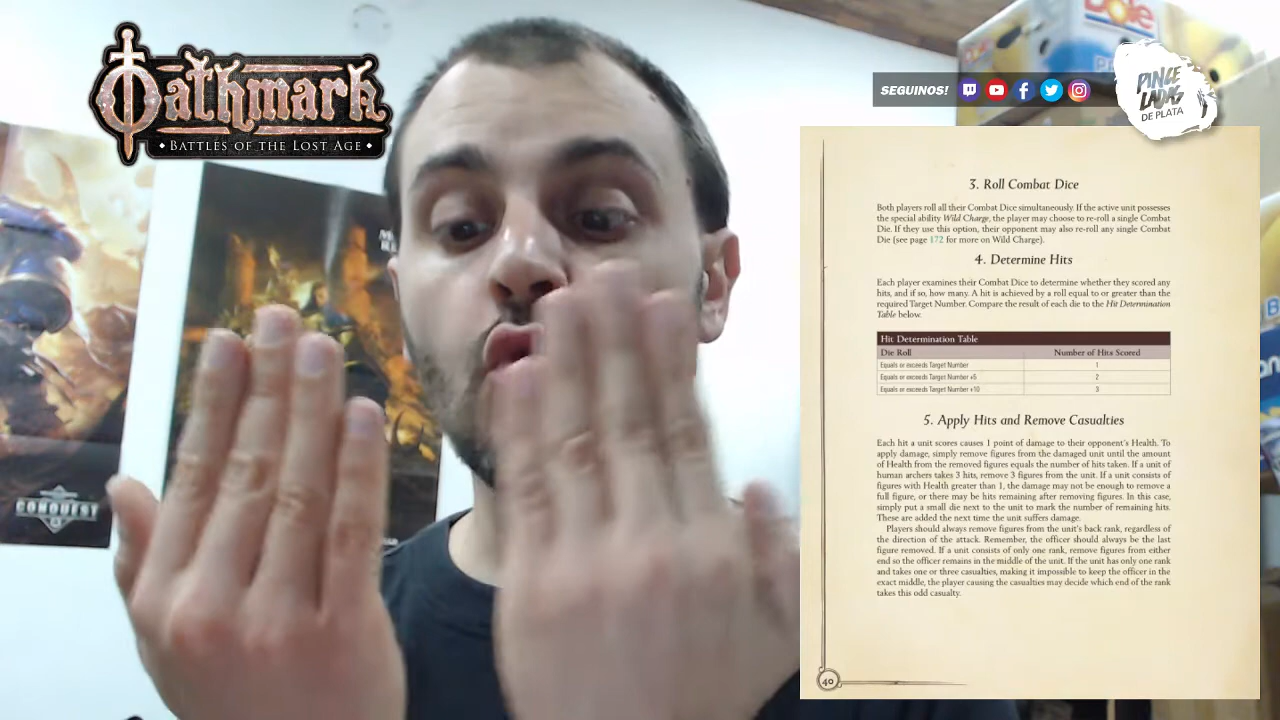 Oathmark
• BATTLES OF THE LOST AGE •
Dole
SEGUINOS!
PINCE
LADAS
DE PLATA
CONQUEST
3. Roll Combat Dice
Both players roll all their Combat Dice simultaneously. If the active unit possesses
the special ability Wild Charge, the player may choose to re-roll a single Combat
Die. If they use this option, their opponent may also re-roll any single Combat
Die (see page 172 for more on Wild Charge).
4. Determine Hits
Each player examines their Combat Dice to determine whether they scored any
hits, and if so, how many. A hit is achieved by a roll equal to or greater than the
required Target Number. Compare the result of each die to the Hit Determination
Table below.
Hit Determination Table
Die Roll Number of Hits Scored
Equals or exceeds Target Number 1
Equals or exceeds Target Number +5 2
Equals or exceeds Target Number +10 3
5. Apply Hits and Remove Casualties
Each hit a unit scores causes 1 point of damage to their opponent's Health. To
apply damage, simply remove figures from the damaged unit until the amount
of Health from the removed figures equals the number of hits taken. If a unit of
human archers takes 3 hits, remove 3 figures from the unit. If a unit consists of
figures with Health greater than 1, the damage may not be enough to remove a
full figure, or there may be hits remaining after removing figures. In this case,
simply put a small die next to the unit to mark the number of remaining hits.
These are added the next time the unit suffers damage.
Players should always remove figures from the unit's back rank, regardless of
the direction of the attack. Remember, the officer should always be the last
figure removed. If a unit consists of only one rank, remove figures from either
end so the officer remains in the middle of the unit. If the unit has only one rank
and takes one or three casualties, making it impossible to keep the officer in the
exact middle, the player causing the casualties may decide which end of the rank
takes this odd casualty.
40